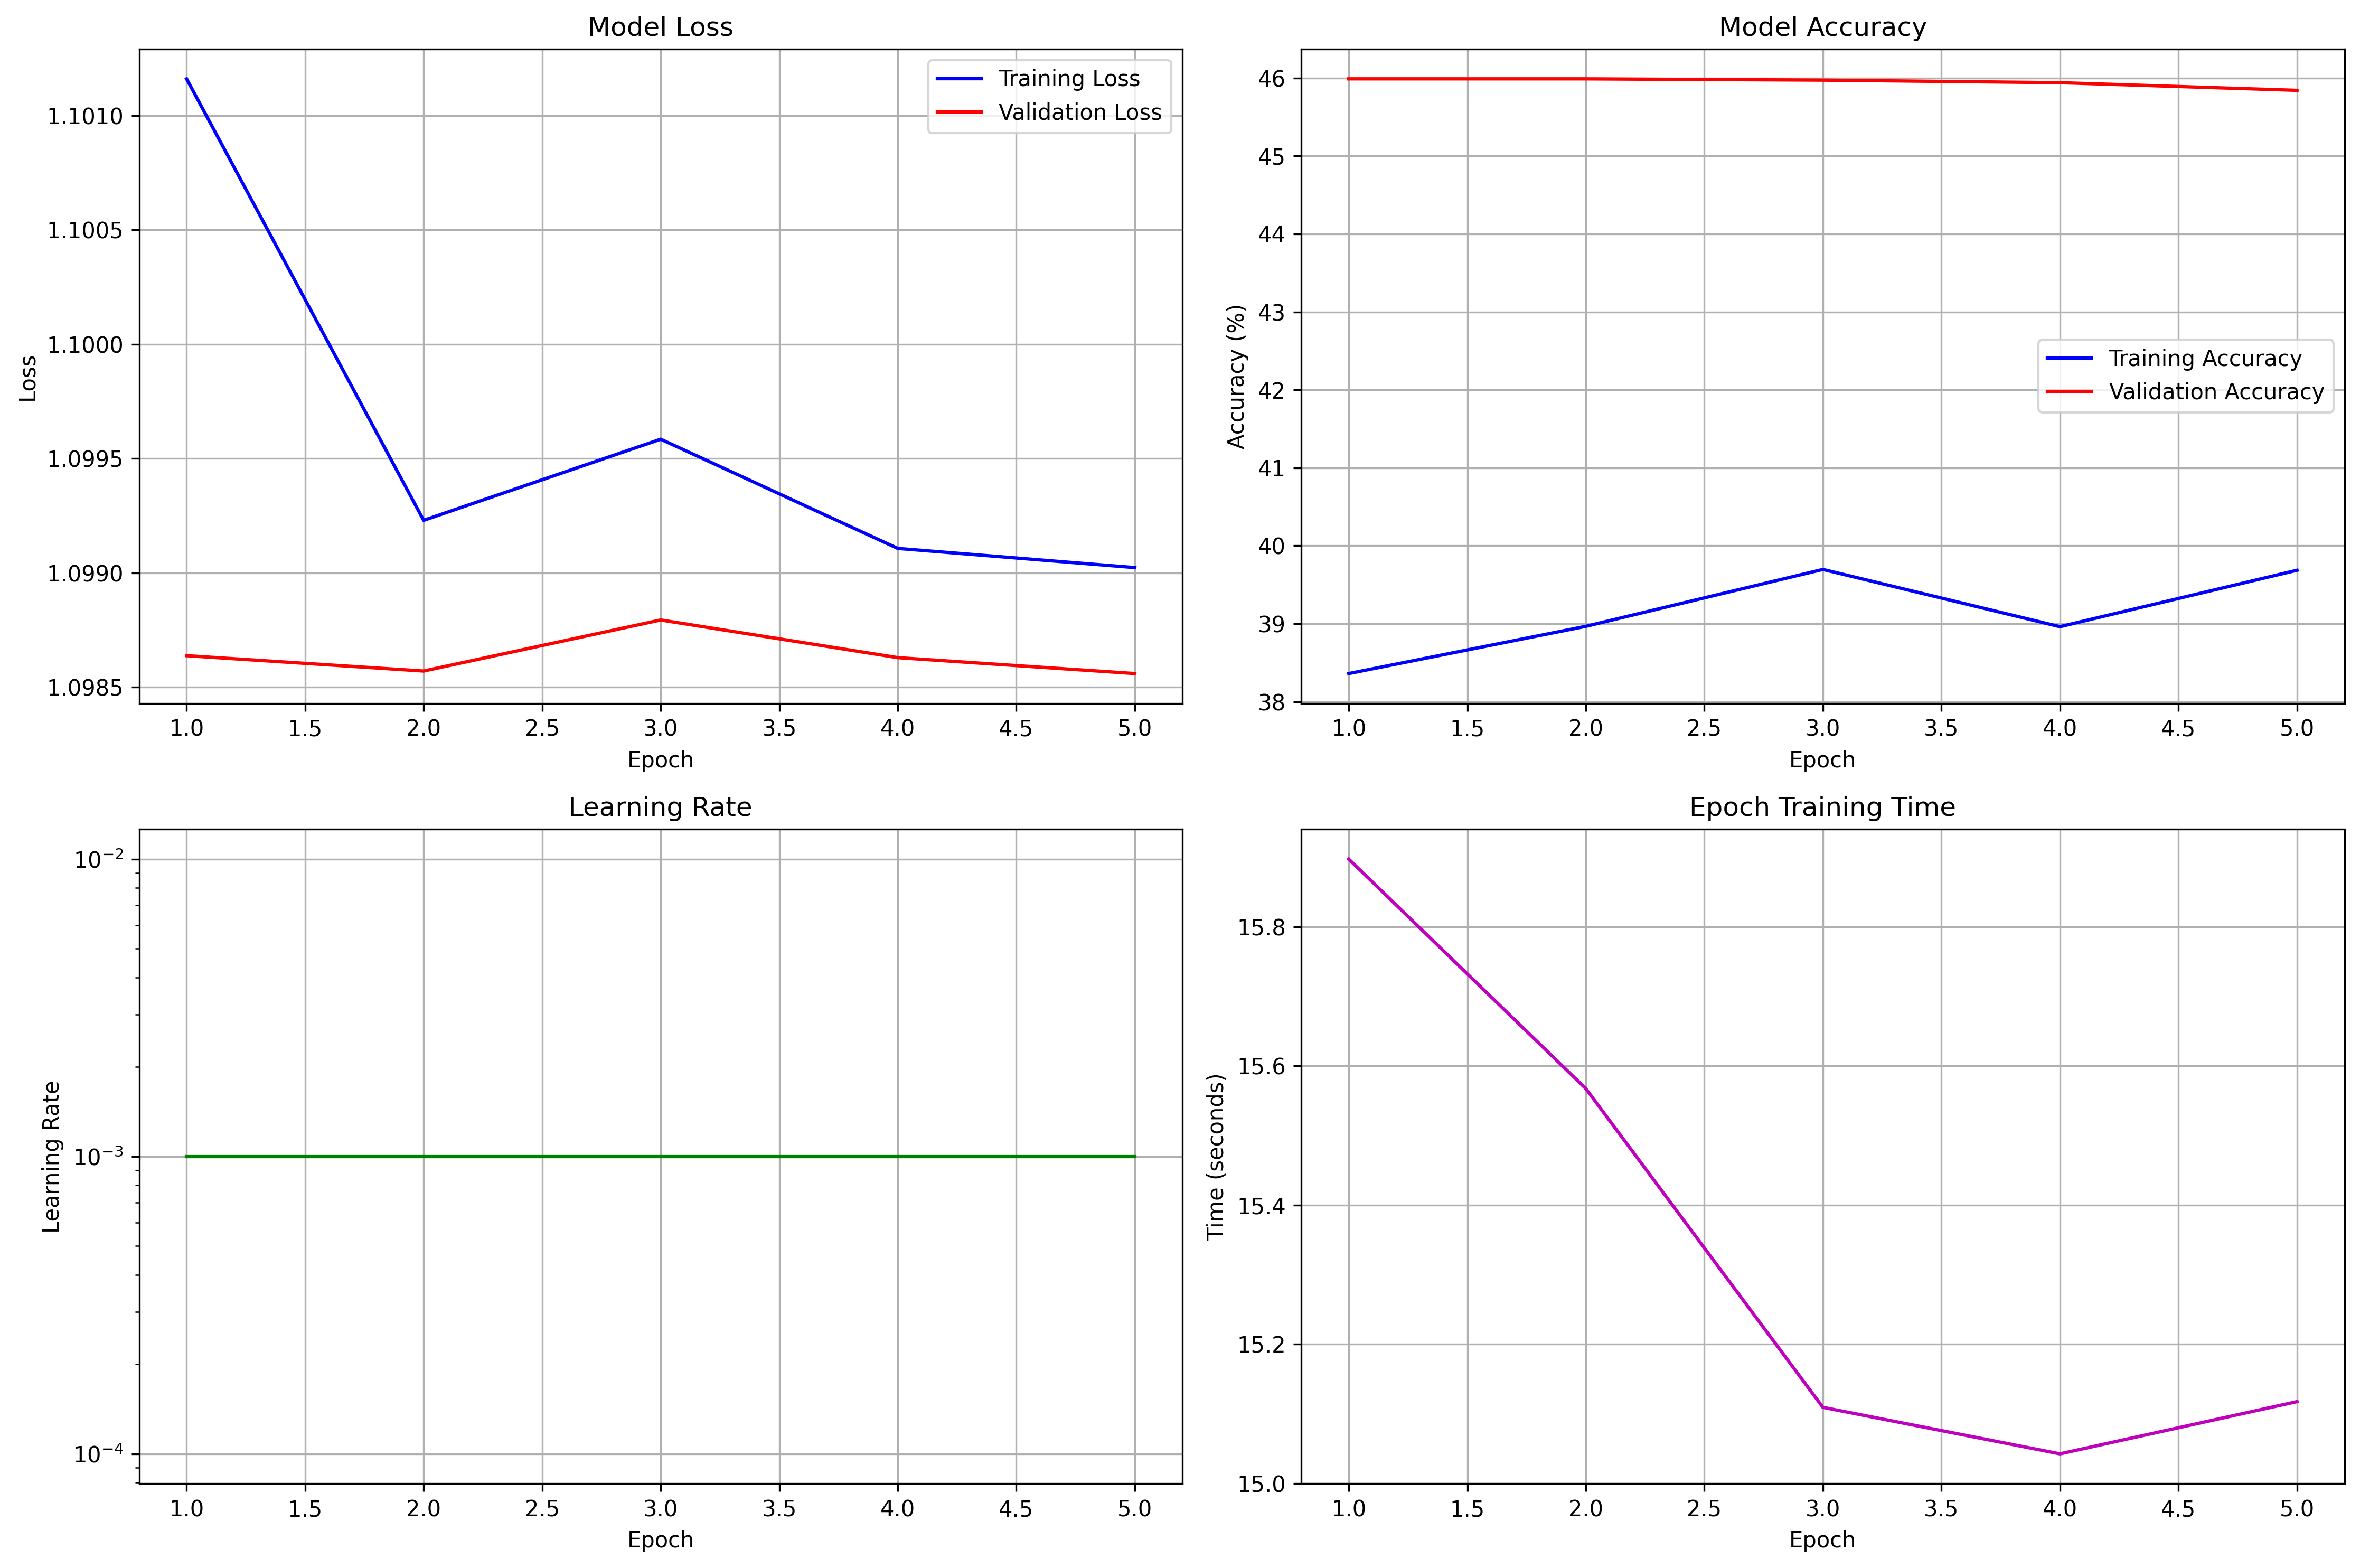 Model Loss
1.1010
1.1005
1.1000
1.0995
1.0990
1.0985
Loss
Training Loss
Validation Loss
1.0 1.5 2.0 2.5 3.0 3.5 4.0 4.5 5.0
Epoch
Model Accuracy
46
45
44
43
42
41
40
39
38
Accuracy (%)
Training Accuracy
Validation Accuracy
1.0 1.5 2.0 2.5 3.0 3.5 4.0 4.5 5.0
Epoch
Learning Rate
10⁻²
10⁻³
10⁻⁴
Learning Rate
1.0 1.5 2.0 2.5 3.0 3.5 4.0 4.5 5.0
Epoch
Epoch Training Time
15.8
15.6
15.4
15.2
15.0
Time (seconds)
1.0 1.5 2.0 2.5 3.0 3.5 4.0 4.5 5.0
Epoch